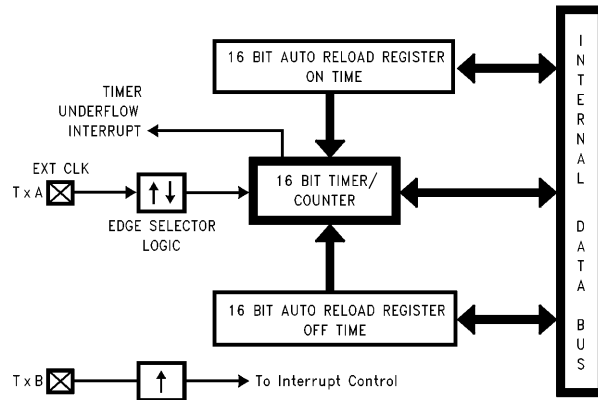 16 BIT AUTO RELOAD REGISTER
ON TIME
TIMER
UNDERFLOW
INTERRUPT
EXT CLK
TxA
16 BIT TIMER/
COUNTER
EDGE SELECTOR
LOGIC
16 BIT AUTO RELOAD REGISTER
OFF TIME
TxB
To Interrupt Control
INTERNAL DATA BUS